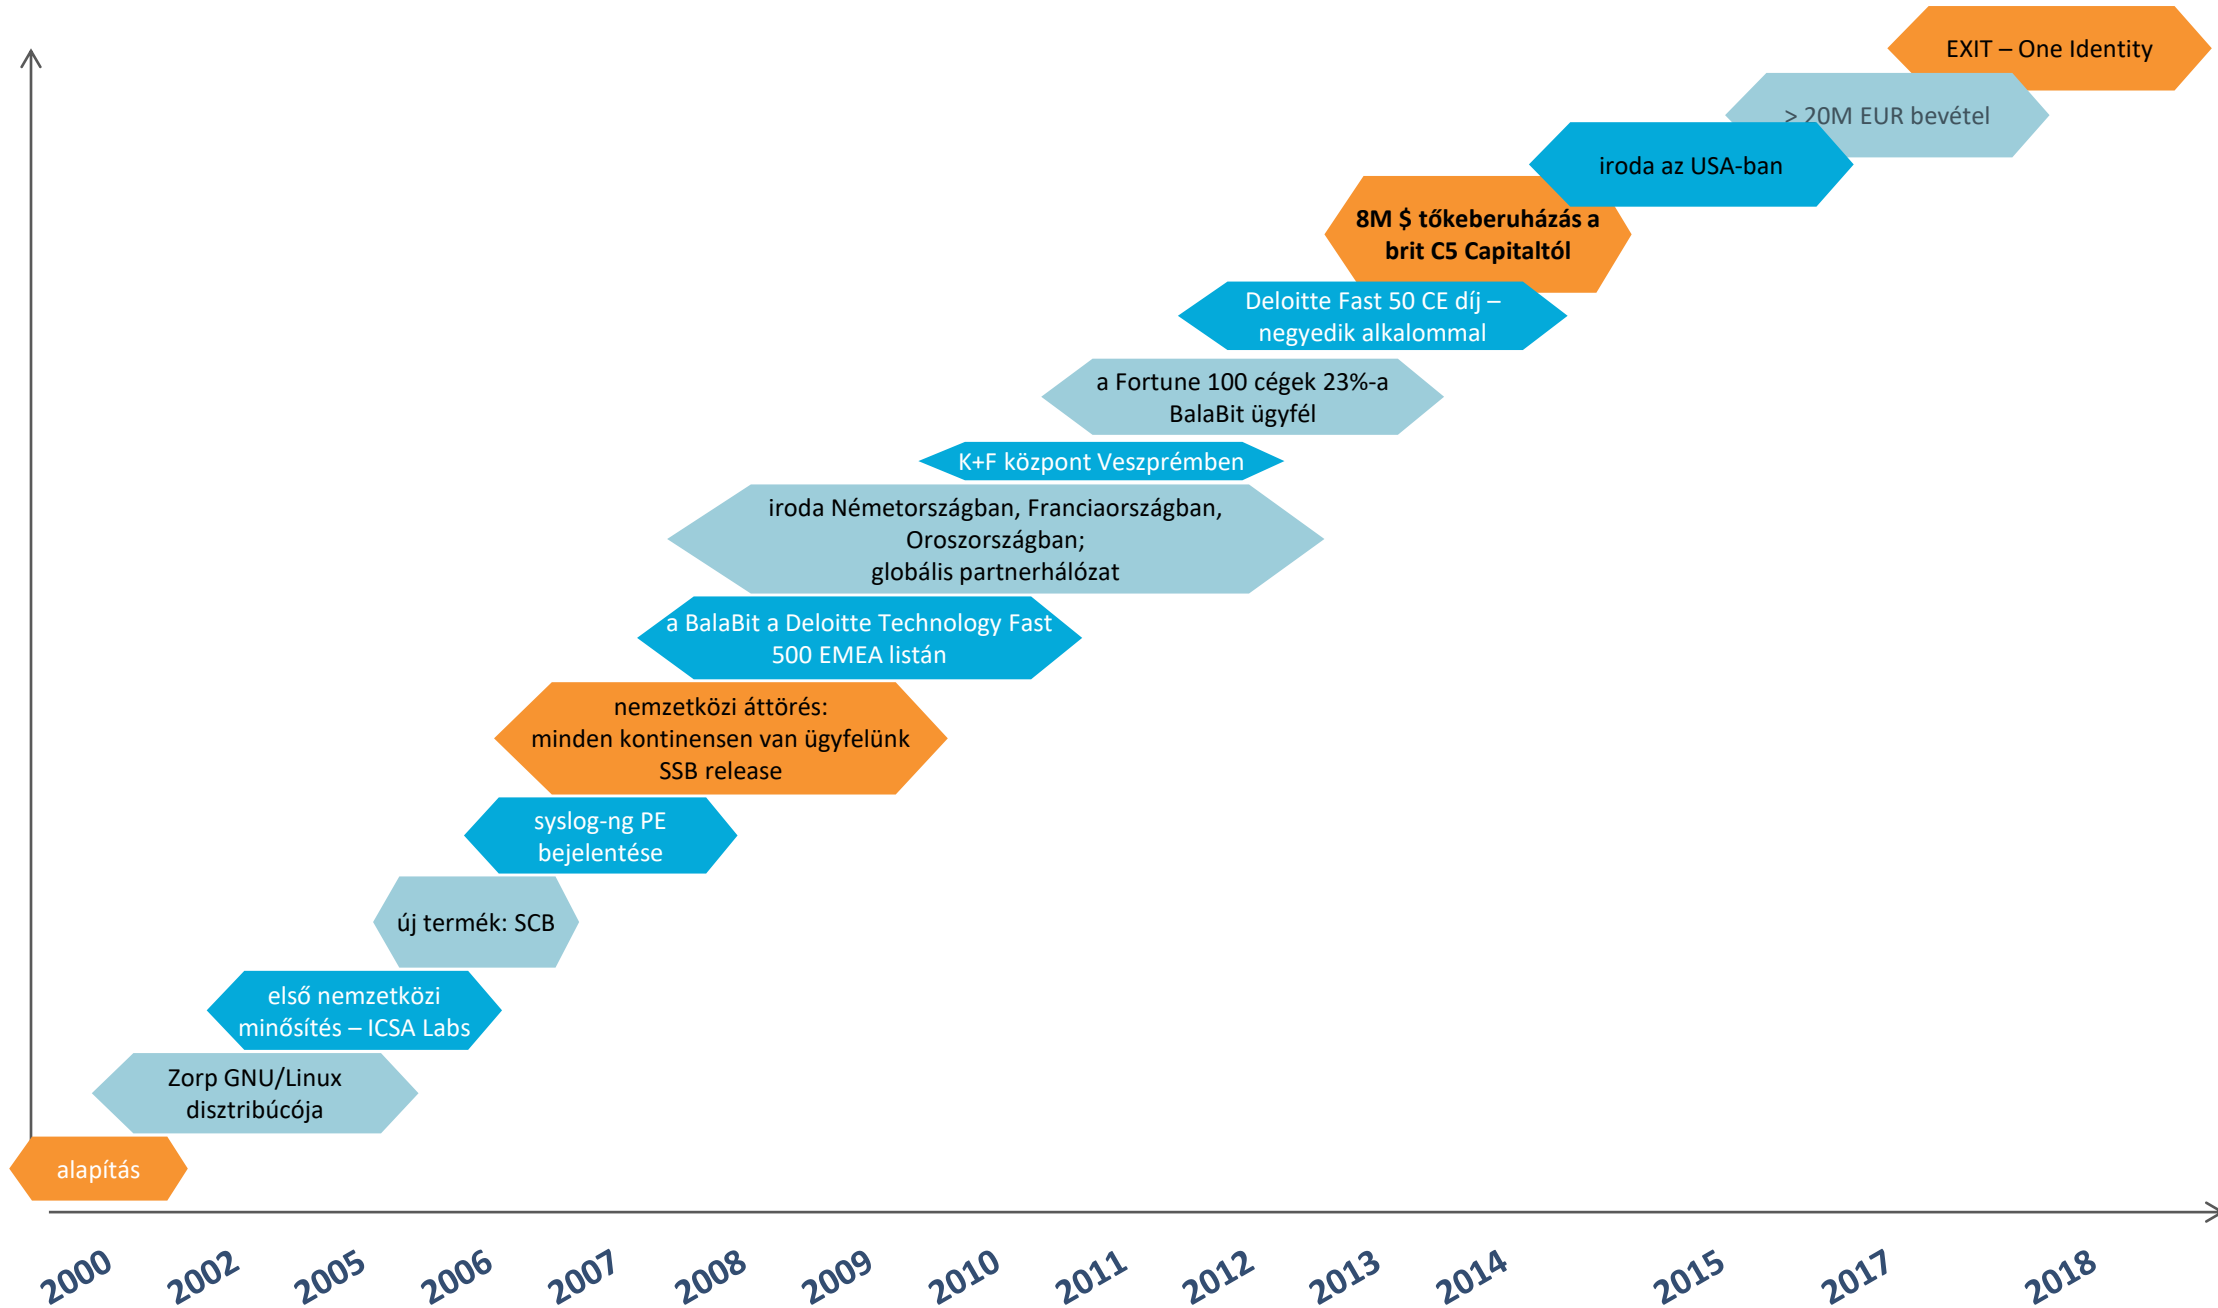 EXIT – One Identity
> 20M EUR bevétel
iroda az USA-ban
8M $ tőkeberuházás a
brit C5 Capitaltól
Deloitte Fast 50 CE díj –
negyedik alkalommal
a Fortune 100 cégek 23%-a
BalaBit ügyfél
K+F központ Veszprémben
iroda Németországban, Franciaországban,
Oroszországban;
globális partnerhálózat
a BalaBit a Deloitte Technology Fast
500 EMEA listán
nemzetközi áttörés:
minden kontinensen van ügyfelünk
SSB release
syslog-ng PE
bejelentése
új termék: SCB
első nemzetközi
minősítés – ICSA Labs
Zorp GNU/Linux
disztribúcója
alapítás
2000
2002
2005
2006
2007
2008
2009
2010
2011
2012
2013
2014
2015
2017
2018